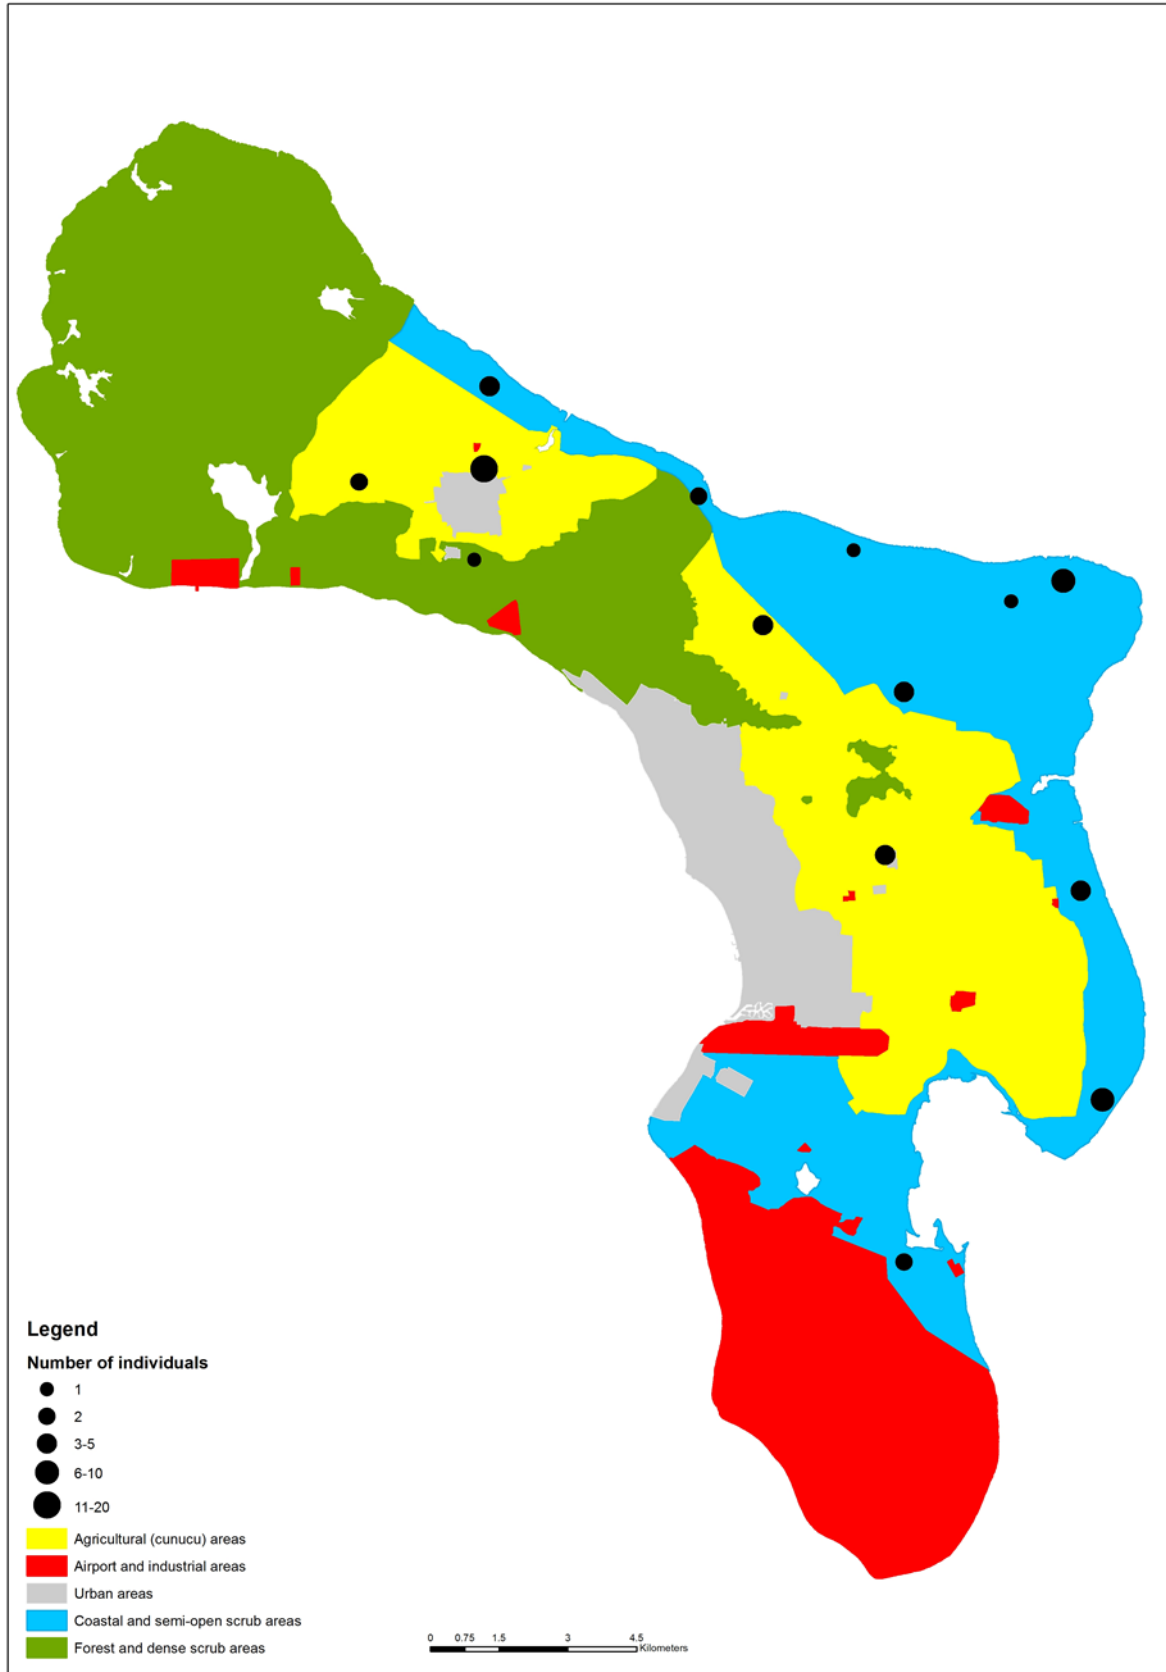 Legend
Number of individuals
1
2
3-5
6-10
11-20
Agricultural (cunucu) areas
Airport and industrial areas
Urban areas
Coastal and semi-open scrub areas
Forest and dense scrub areas
0 0.75 1.5 3 4.5
Kilometers